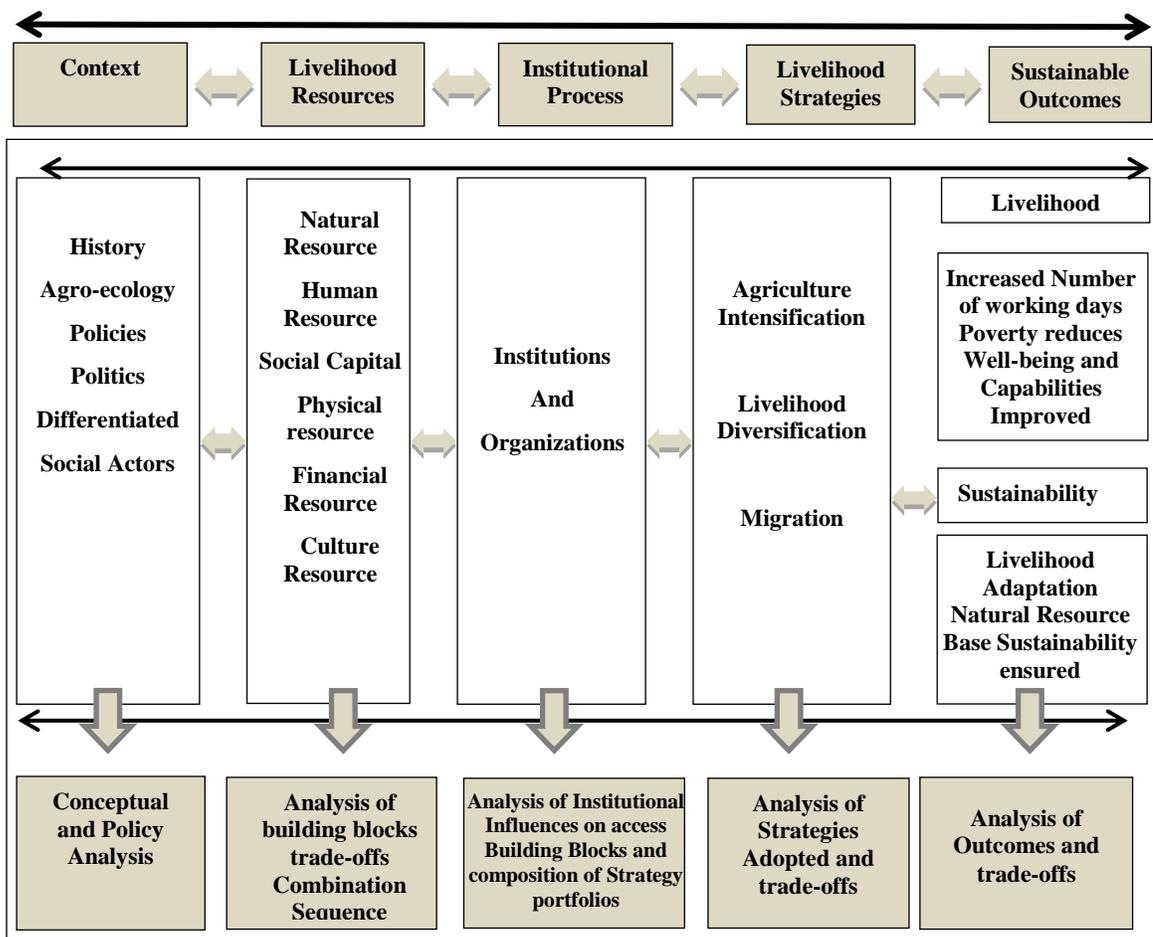 Context
Livelihood
Resources
Institutional
Process
Livelihood
Strategies
Sustainable
Outcomes
History
Agro-ecology
Policies
Politics
Differentiated
Social Actors
Natural
Resource
Human
Resource
Social Capital
Physical
resource
Financial
Resource
Culture
Resource
Institutions
And
Organizations
Agriculture
Intensification
Livelihood
Diversification
Migration
Livelihood
Increased Number
of working days
Poverty reduces
Well-being and
Capabilities
Improved
Sustainability
Livelihood
Adaptation
Natural Resource
Base Sustainability
ensured
Conceptual
and Policy
Analysis
Analysis of
building blocks
trade-offs
Combination
Sequence
Analysis of Institutional
Influences on access
Building Blocks and
composition of Strategy
portfolios
Analysis of
Strategies
Adopted and
trade-offs
Analysis of
Outcomes and
trade-offs